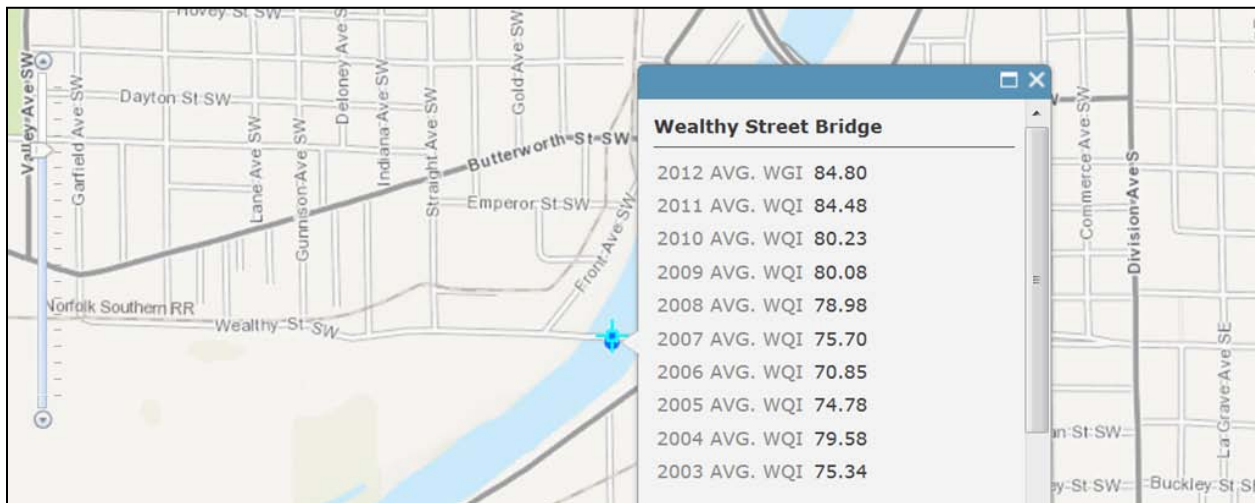 Hovey St SW
Valley Ave SW
Garfield Ave SW
Dayton St SW
Lane Ave SW
Gunnison Ave SW
Deloney Ave SW
Indiana Ave SW
Straight Ave SW
Gold Ave SW
Butterworth St SW
Emperor St SW
Front Ave SW
Norfolk Southern RR
Wealthy St SW
Wealthy Street Bridge
2012 AVG. WGI 84.80
2011 AVG. WQI 84.48
2010 AVG. WQI 80.23
2009 AVG. WQI 80.08
2008 AVG. WQI 78.98
2007 AVG. WQI 75.70
2006 AVG. WQI 70.85
2005 AVG. WQI 74.78
2004 AVG. WQI 79.58
2003 AVG. WQI 75.34
Commerce Ave SW
Division Ave S
La Grave Ave SE
St SW
St SW
Buckley St S